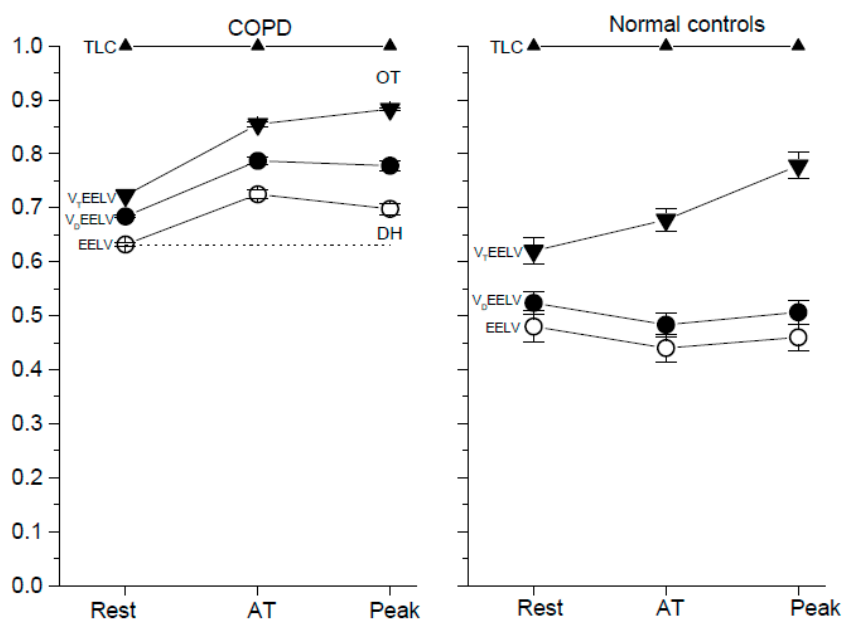 COPD
Normal controls
1.0
TLC
TLC
OT
0.9
0.8
0.7
VTEELV
VDEELV
EELV
DH
0.6
VTEELV
VDEELV
EELV
0.5
0.4
0.3
0.2
0.1
0.0
Rest AT Peak
Rest AT Peak